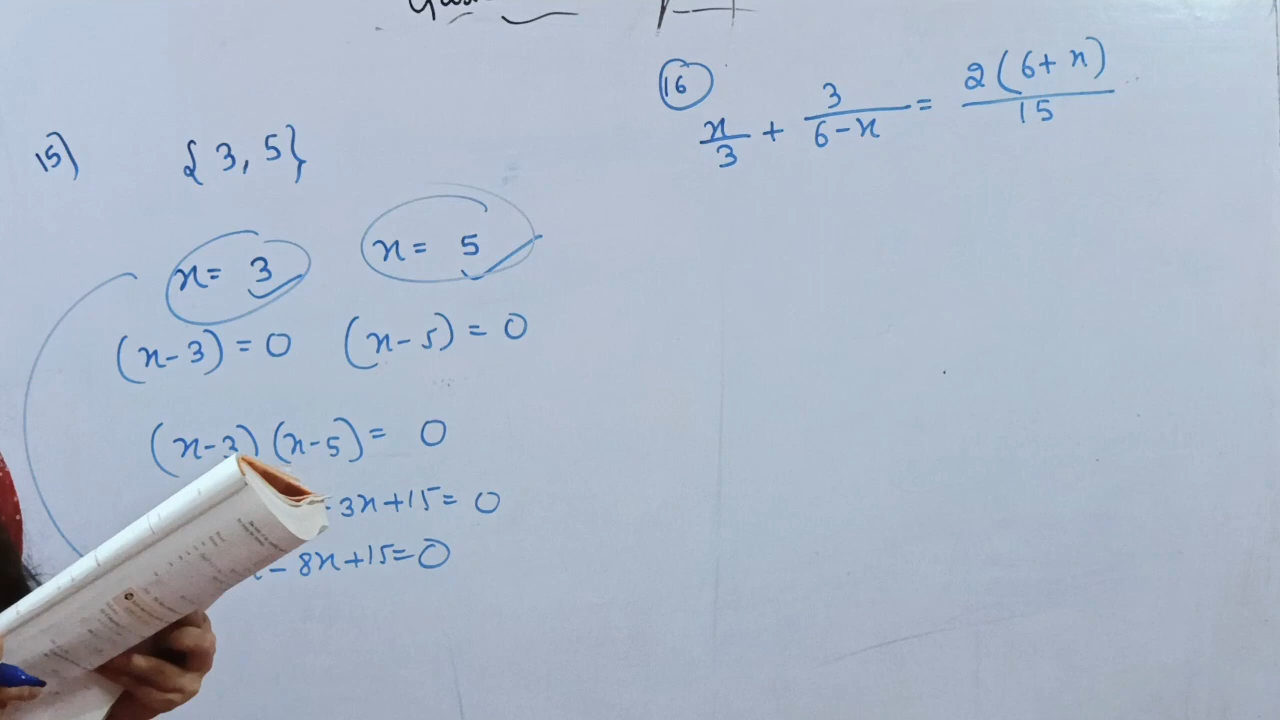 15) {3, 5}
x = 3 x = 5
(x-3) = 0 (x-5) = 0
(x-3) (x-5) = 0
-3x+15 = 0
- 8x+15=0
16
x/3 + 3/(6-x) = 2(6+x)/15